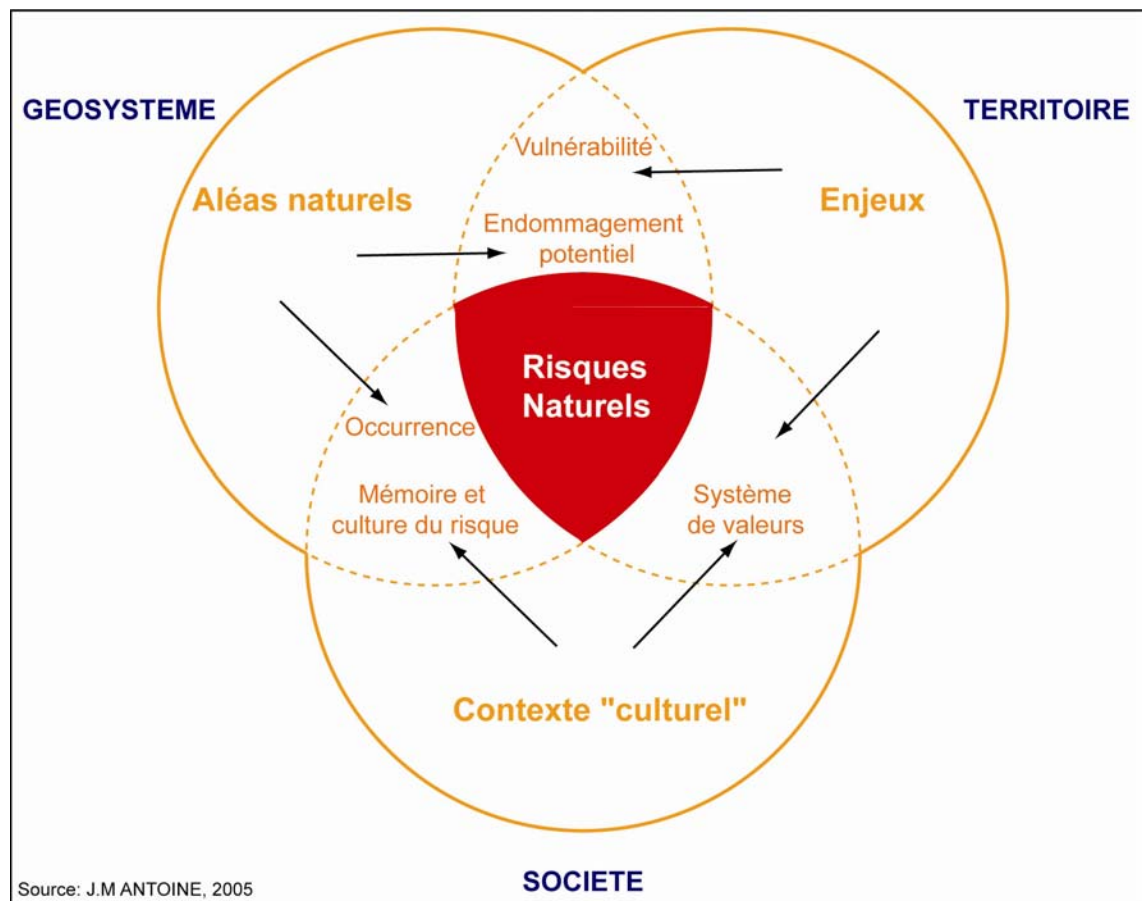 GEOSYSTEME
TERRITOIRE
Vulnérabilité
Aléas naturels
Enjeux
Endommagement
potentiel
Risques
Naturels
Occurrence
Mémoire et
culture du risque
Système
de valeurs
Contexte "culturel"
SOCIETE
Source: J.M ANTOINE, 2005